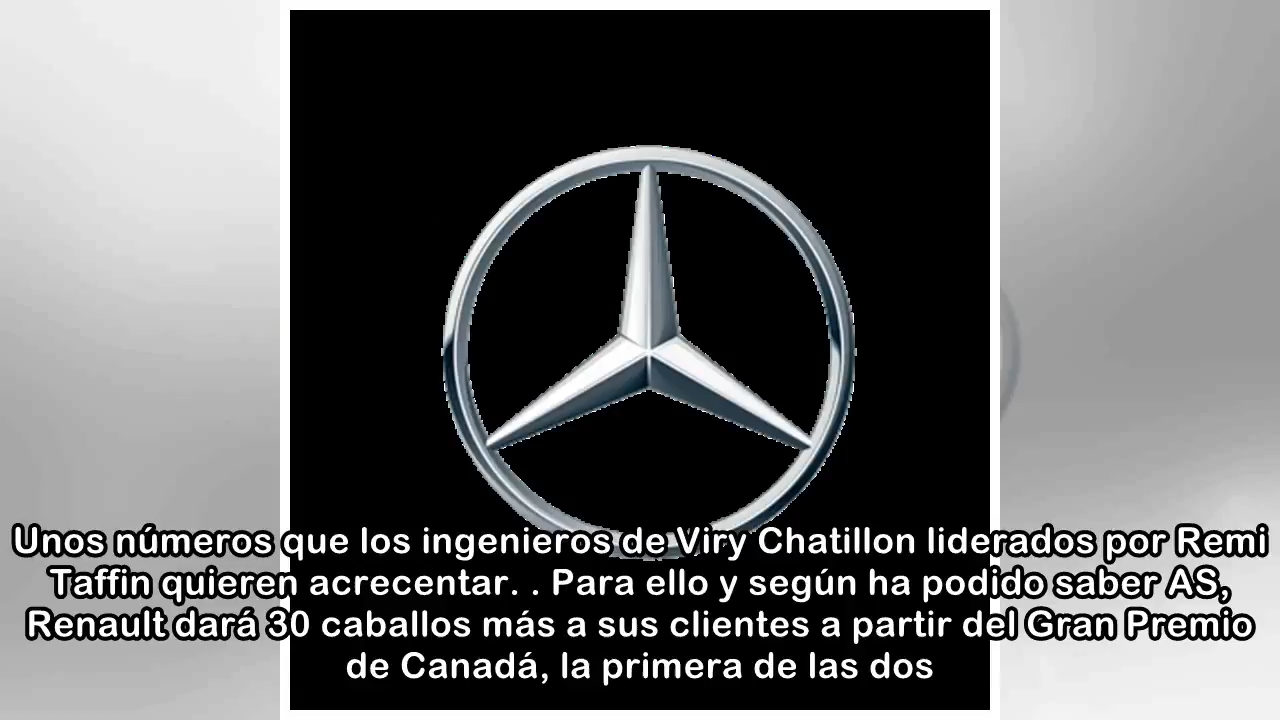 Unos números que los ingenieros de Viry Chatillon liderados por Remi
Taffin quieren acrecentar. . Para ello y según ha podido saber AS,
Renault dará 30 caballos más a sus clientes a partir del Gran Premio
de Canadá, la primera de las dos